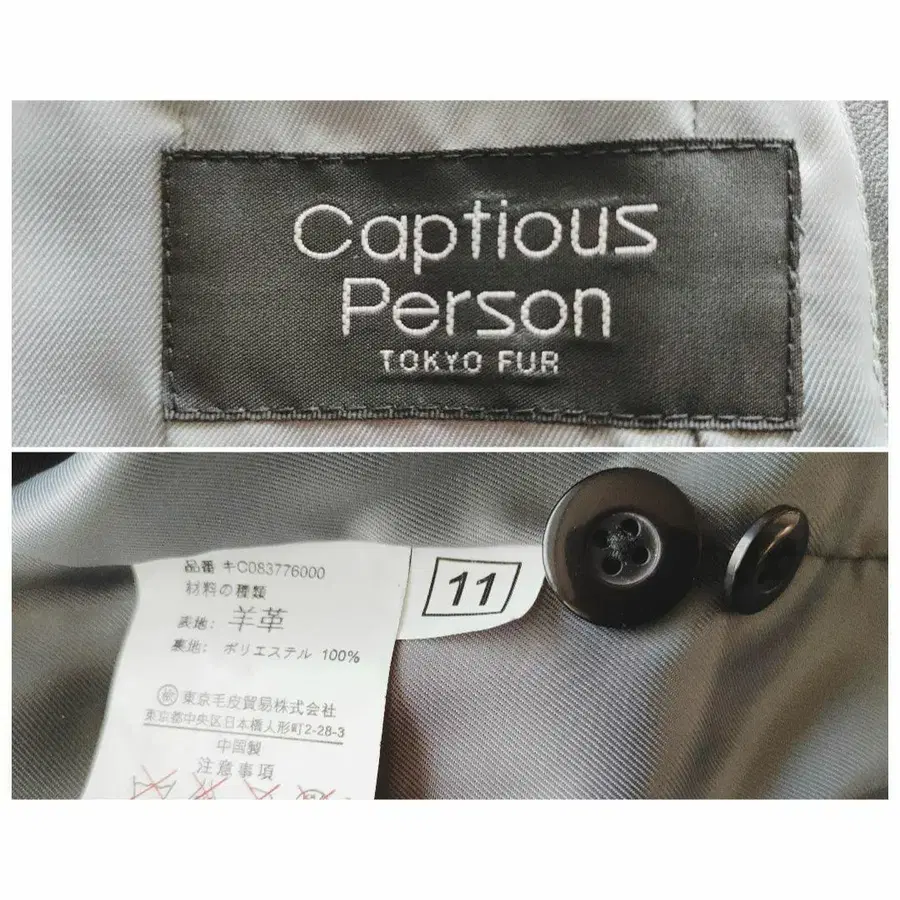 Captious
Person
TOKYO FUR
品番 キC083776000
材料の種類
表地: 羊革
裏地: ポリエステル 100%
東京毛皮貿易株式会社
東京都中央区日本橋人形町2-28-3
中国製
注意事項
11